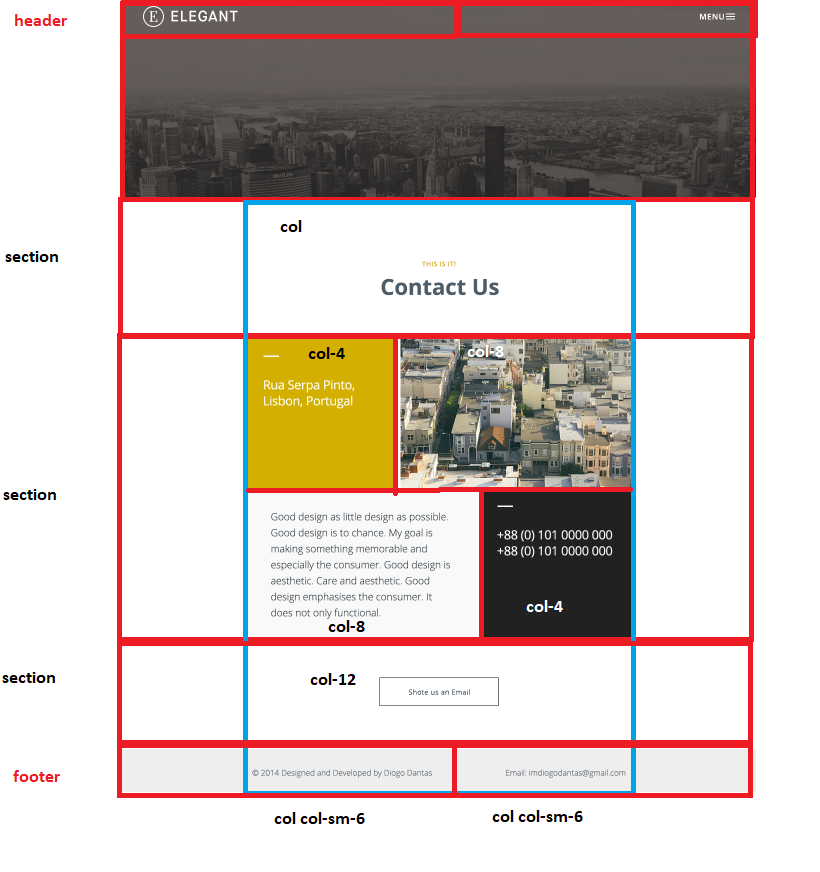 header
E ELEGANT
MENU
MetLife
col
section
THIS IS IT!
Contact Us
col-4
col-8
Rua Serpa Pinto,
Lisbon, Portugal
section
Good design as little design as possible.
Good design is to chance. My goal is
making something memorable and
especially the consumer. Good design is
aesthetic. Care and aesthetic. Good
design emphasises the consumer. It
does not only functional.
col-8
+88 (0) 101 0000 000
+88 (0) 101 0000 000
col-4
section
col-12
Shote us an Email
footer
© 2014 Designed and Developed by Diogo Dantas
Email: imdiogodantas@gmail.com
col col-sm-6
col col-sm-6